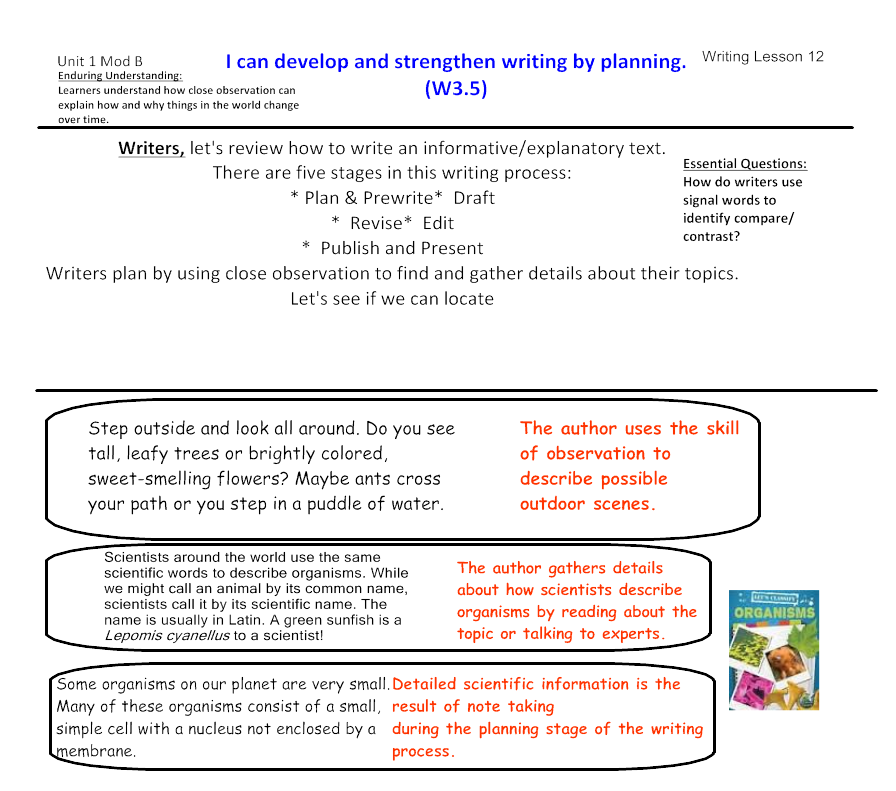 Unit 1 Mod B
Enduring Understanding:
Learners understand how close observation can
explain how and why things in the world change
over time.
I can develop and strengthen writing by planning.
(W3.5)
Writing Lesson 12
Writers, let's review how to write an informative/explanatory text.
There are five stages in this writing process:
* Plan & Prewrite*  Draft
*  Revise*  Edit
*  Publish and Present
Writers plan by using close observation to find and gather details about their topics.
Let's see if we can locate
Essential Questions:
How do writers use
signal words to
identify compare/
contrast?
Step outside and look all around. Do you see
tall, leafy trees or brightly colored,
sweet-smelling flowers? Maybe ants cross
your path or you step in a puddle of water.
The author uses the skill
of observation to
describe possible
outdoor scenes.
Scientists around the world use the same
scientific words to describe organisms. While
we might call an animal by its common name,
scientists call it by its scientific name. The
name is usually in Latin. A green sunfish is a
Lepomis cyanellus to a scientist!
The author gathers details
about how scientists describe
organisms by reading about the
topic or talking to experts.
LET'S CLASSIFY
ORGANISMS
Some organisms on our planet are very small.
Many of these organisms consist of a small,
simple cell with a nucleus not enclosed by a
membrane.
Detailed scientific information is the
result of note taking
during the planning stage of the writing
process.